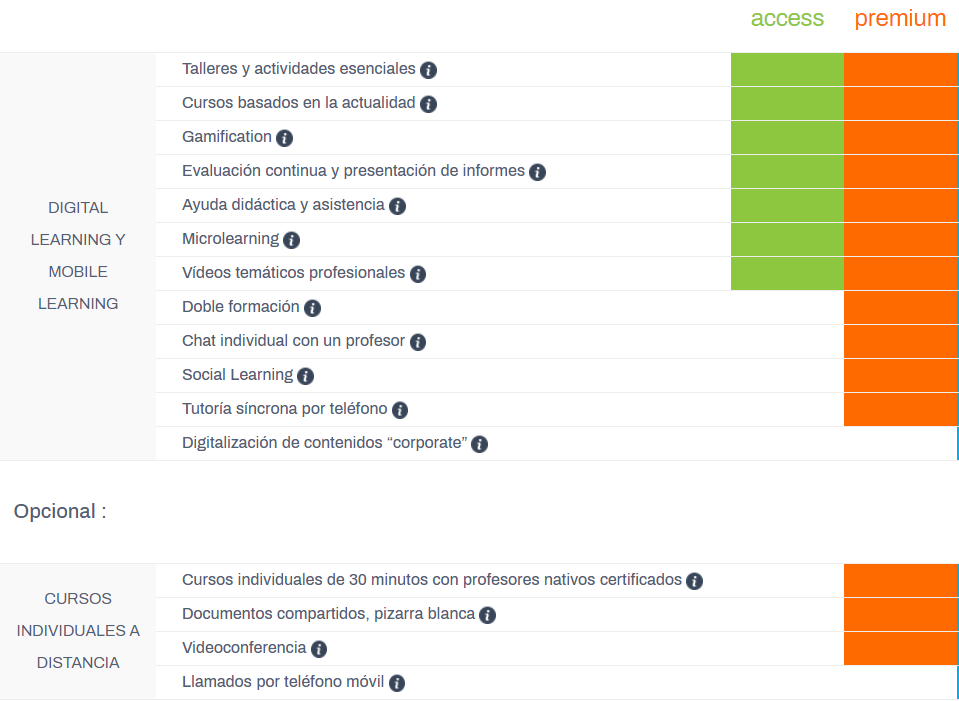 access premium
Talleres y actividades esenciales
Cursos basados en la actualidad
Gamification
Evaluación continua y presentación de informes
Ayuda didáctica y asistencia
Microlearning
Vídeos temáticos profesionales
Doble formación
Chat individual con un profesor
Social Learning
Tutoría síncrona por teléfono
Digitalización de contenidos “corporate”
DIGITAL
LEARNING Y
MOBILE
LEARNING
Opcional :
Cursos individuales de 30 minutos con profesores nativos certificados
Documentos compartidos, pizarra blanca
Videoconferencia
Llamados por teléfono móvil
CURSOS
INDIVIDUALES A
DISTANCIA